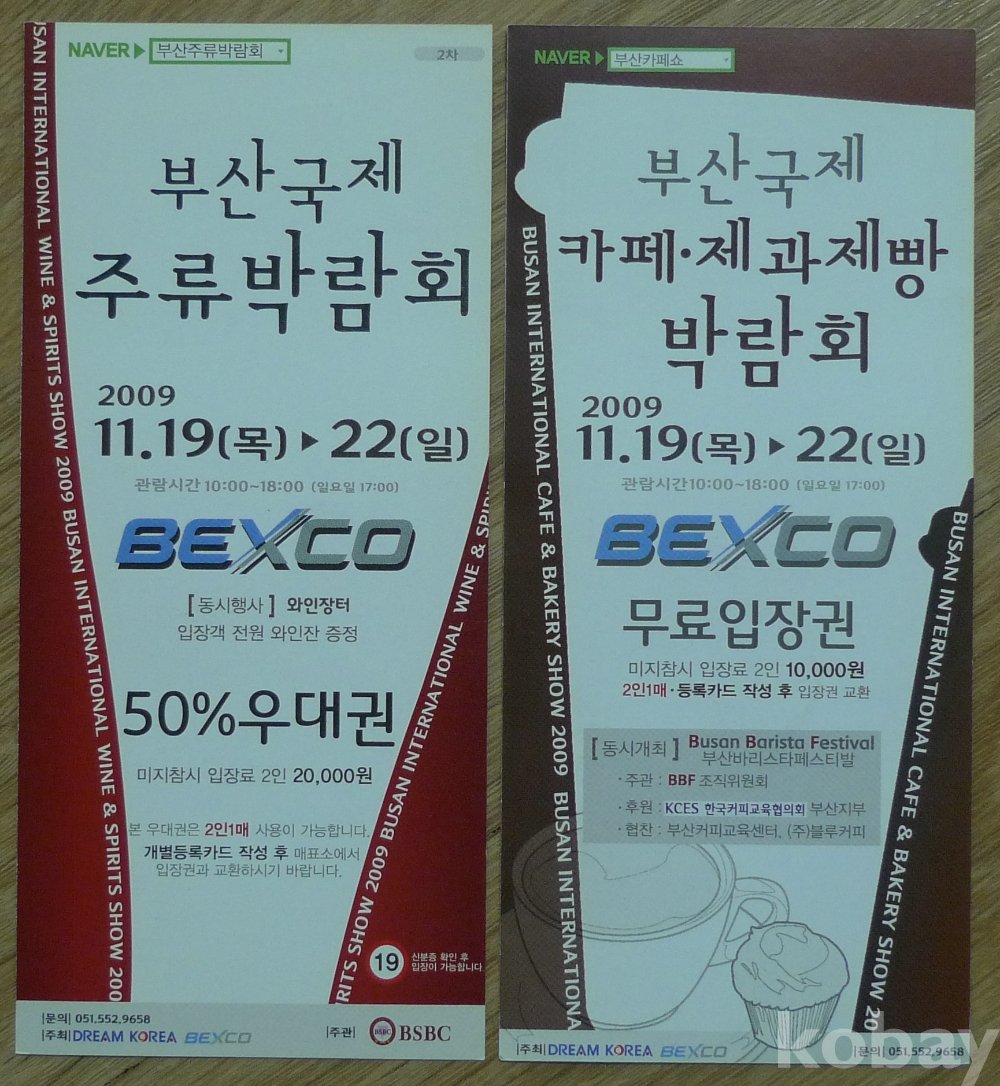 NAVER 부산주류박람회
2차
부산국제
주류박람회
2009
11.19(목) ▶ 22(일)
관람시간 10:00~18:00 (일요일 17:00)
BEXCO
[동시행사] 와인장터
입장객 전원 와인잔 증정
50%우대권
미지참시 입장료 2인 20,000원
본 우대권은 2인1매 사용이 가능합니다.
개별등록카드 작성 후 매표소에서
입장권과 교환하시기 바랍니다.
19 신분증 확인 후
입장이 가능합니다.
|문의| 051.552.9658
|주최| DREAM KOREA BEXCO
|주관| BSBC BSBC
USAN INTERNATIONAL WINE & SPIRITS SHOW 2009 BUSAN INTERNATIONAL WINE & SPIRITS SHOW 200
RITS SHOW 2009 BUSAN INTERNATIONAL WINE & SPIRITS
NAVER 부산카페쇼
부산국제
카페·제과제빵
박람회
2009
11.19(목) ▶ 22(일)
관람시간 10:00~18:00 (일요일 17:00)
BEXCO
무료입장권
미지참시 입장료 2인 10,000원
2인1매·등록카드 작성 후 입장권 교환
[동시개최] Busan Barista Festival
부산바리스타페스티발
·주관 : BBF 조직위원회
·후원 : KCES 한국커피교육협의회 부산지부
·협찬 : 부산커피교육센터, (주)블루커피
BUSAN INTERNATIONAL CAFE & BAKERY SHOW 2009 BUSAN INTERNATIONA
BUSAN INTERNATIONAL CAFE & BAKERY SHOW 20
|주최| DREAM KOREA BEXCO
|문의| 051.552.9658
kobay